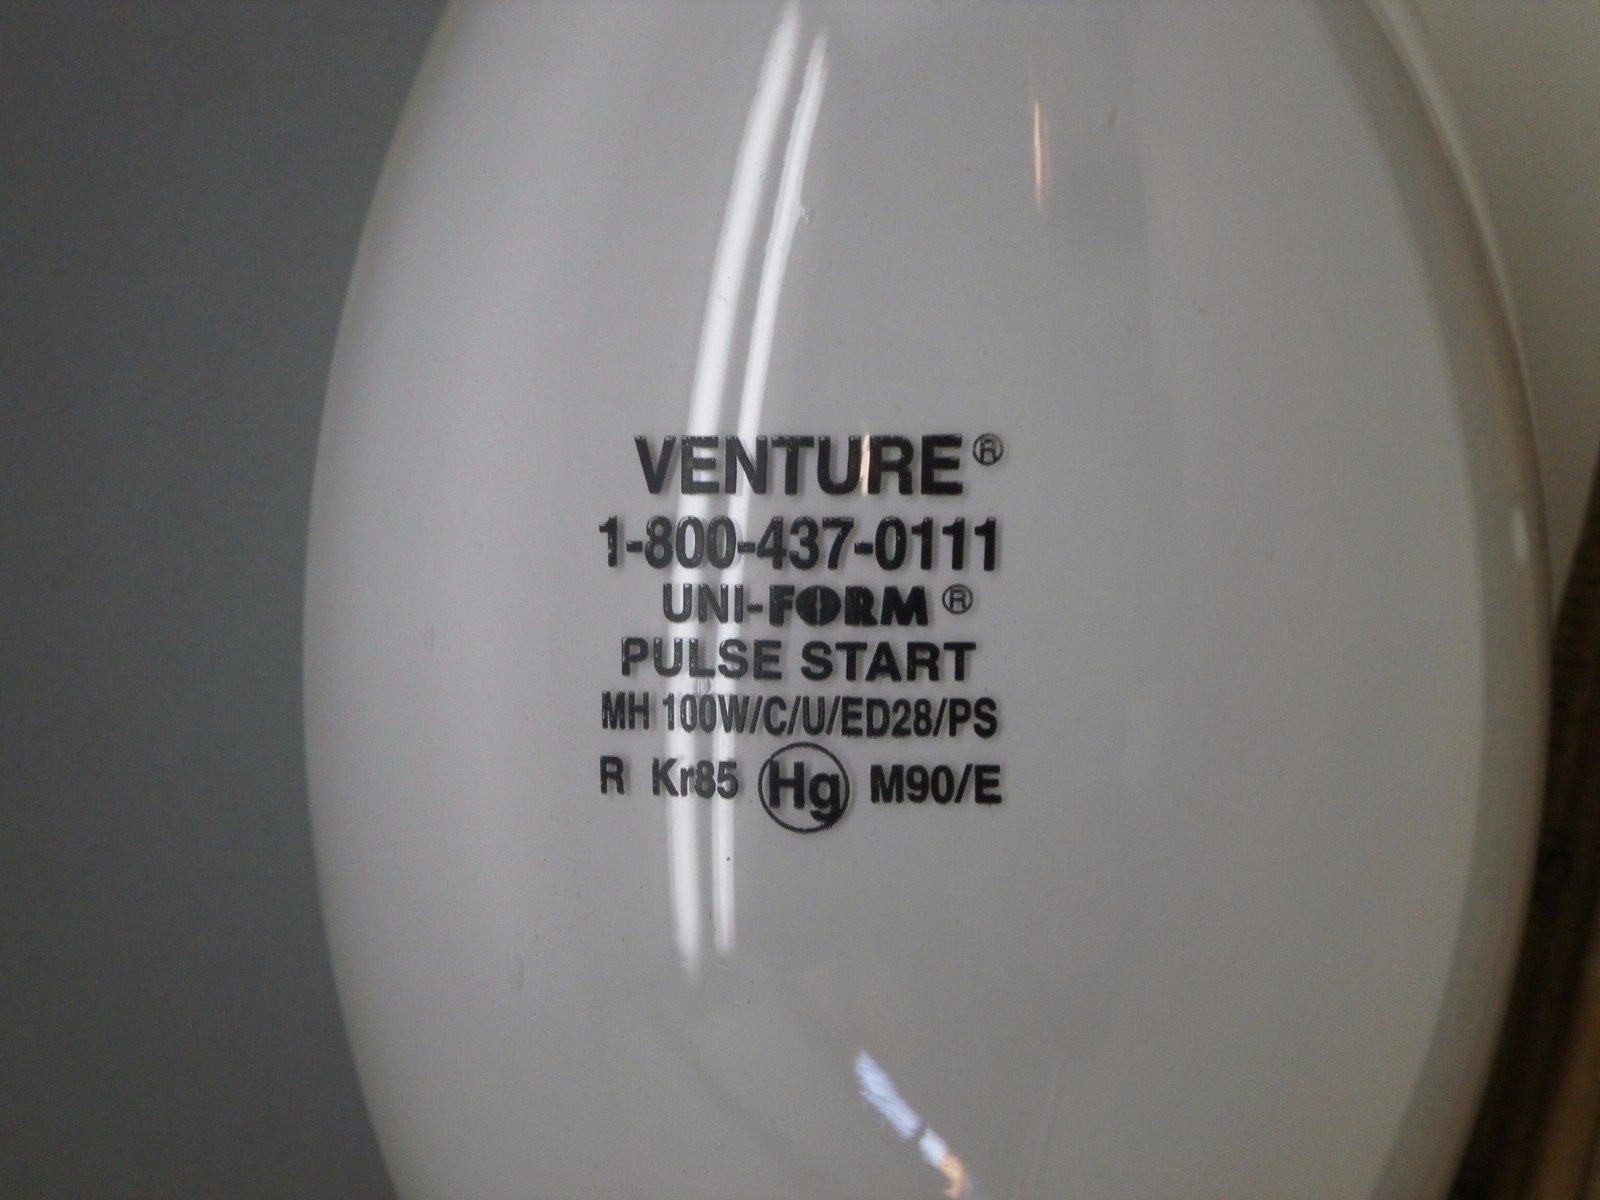 VENTURE®
1-800-437-0111
UNI-FORM®
PULSE START
MH 100W/C/U/ED28/PS
R Kr85 Hg M90/E